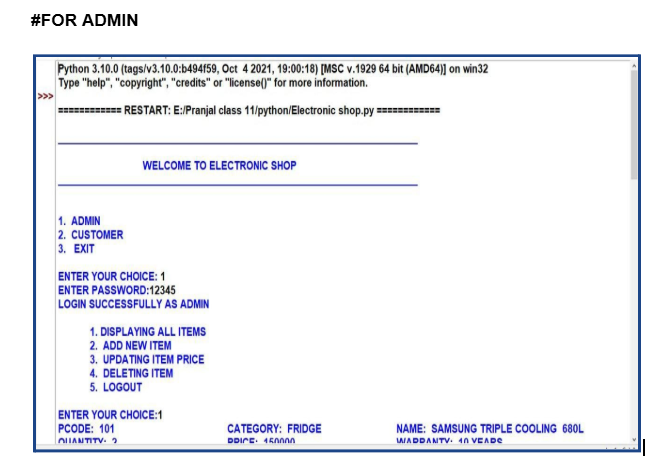 #FOR ADMIN
Python 3.10.0 (tags/v3.10.0:b494f59, Oct 4 2021, 19:00:18) [MSC v.1929 64 bit (AMD64)] on win32
Type "help", "copyright", "credits" or "license()" for more information.
>>>
============ RESTART: E:/Pranjal class 11/python/Electronic shop.py ============
WELCOME TO ELECTRONIC SHOP
1. ADMIN
2. CUSTOMER
3. EXIT
ENTER YOUR CHOICE: 1
ENTER PASSWORD:12345
LOGIN SUCCESSFULLY AS ADMIN
1. DISPLAYING ALL ITEMS
2. ADD NEW ITEM
3. UPDATING ITEM PRICE
4. DELETING ITEM
5. LOGOUT
ENTER YOUR CHOICE:1
PCODE: 101 CATEGORY: FRIDGE NAME: SAMSUNG TRIPLE COOLING 680L
QUANTITY: 2 PRICE: 150000 WARRANTY: 10 YEARS